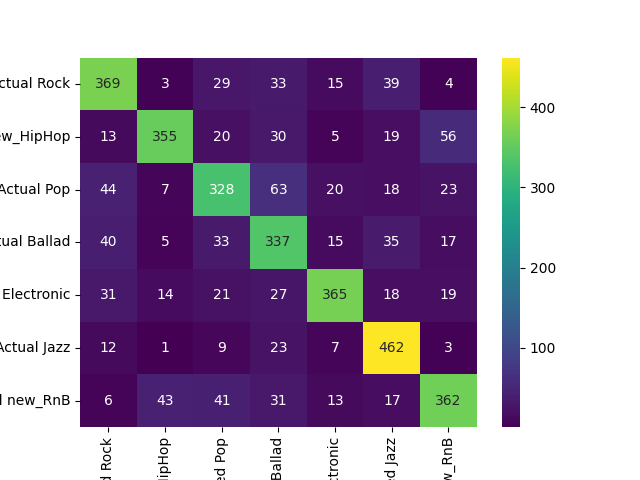 ctual Rock 369 3 29 33 15 39 4
ew_HipHop 13 355 20 30 5 19 56
Actual Pop 44 7 328 63 20 18 23
tual Ballad 40 5 33 337 15 35 17
Electronic 31 14 21 27 365 18 19
Actual Jazz 12 1 9 23 7 462 3
l new_RnB 6 43 41 31 13 17 362
d Rock
HipHop
ed Pop
Ballad
ctronic
ed Jazz
w_RnB
400
300
200
100